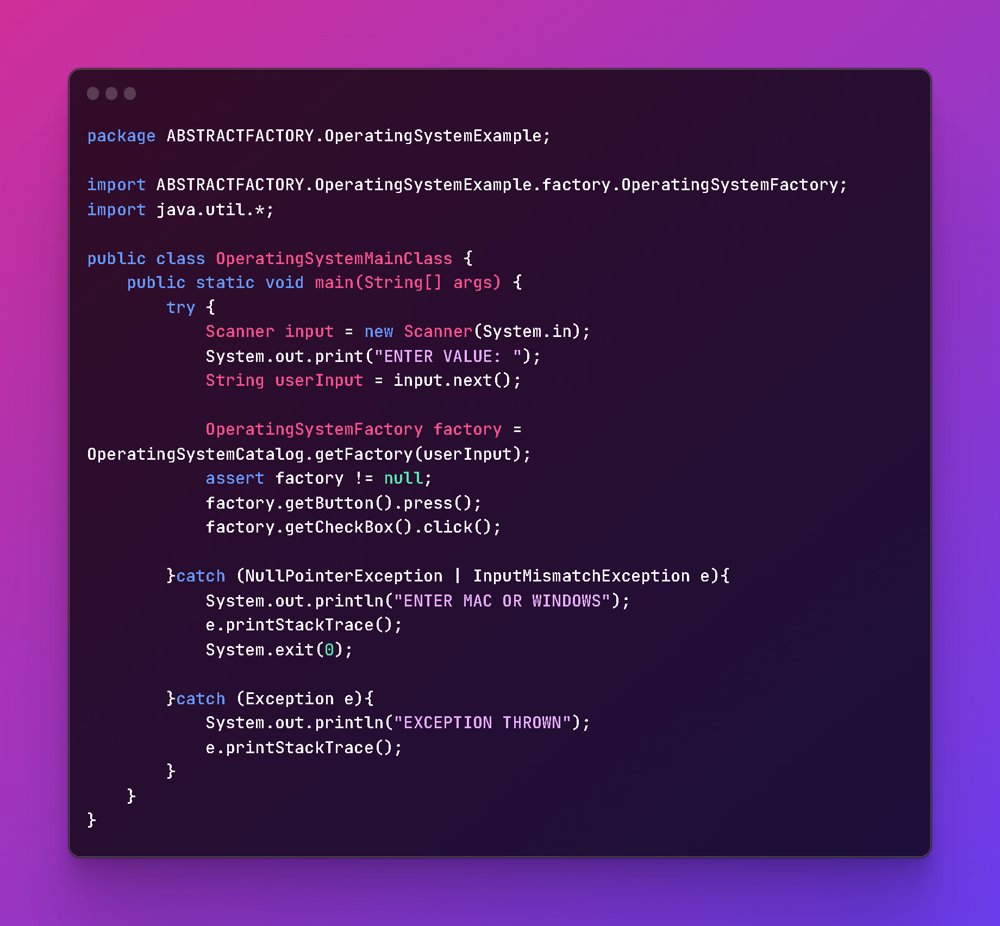 package ABSTRACTFACTORY.OperatingSystemExample;

import ABSTRACTFACTORY.OperatingSystemExample.factory.OperatingSystemFactory;
import java.util.*;

public class OperatingSystemMainClass {
    public static void main(String[] args) {
        try {
            Scanner input = new Scanner(System.in);
            System.out.print("ENTER VALUE: ");
            String userInput = input.next();

            OperatingSystemFactory factory =
OperatingSystemCatalog.getFactory(userInput);
            assert factory != null;
            factory.getButton().press();
            factory.getCheckBox().click();

        }catch (NullPointerException | InputMismatchException e){
            System.out.println("ENTER MAC OR WINDOWS");
            e.printStackTrace();
            System.exit(0);

        }catch (Exception e){
            System.out.println("EXCEPTION THROWN");
            e.printStackTrace();
        }
    }
}